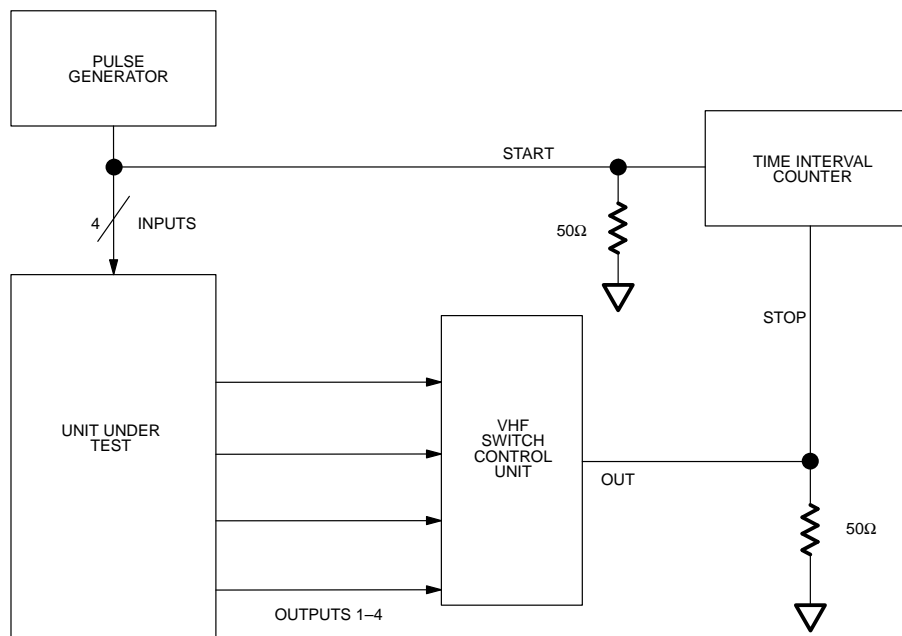 PULSE
GENERATOR
START
TIME INTERVAL
COUNTER
4
INPUTS
50Ω
STOP
UNIT UNDER
TEST
VHF
SWITCH
CONTROL
UNIT
OUT
50Ω
OUTPUTS 1–4